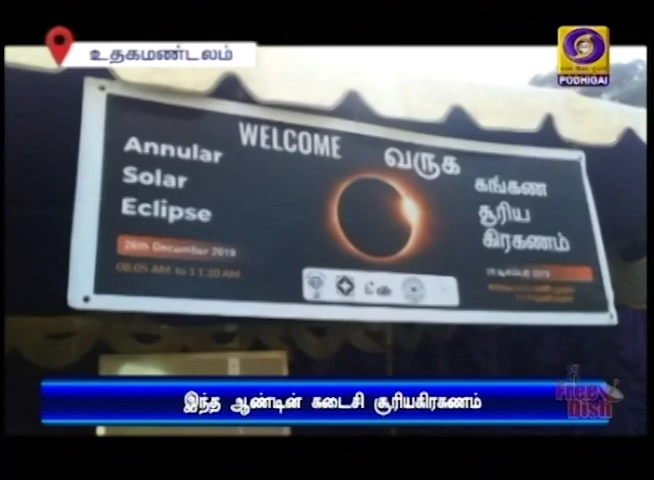 உதகமண்டலம்
PODHIGAI
WELCOME வருக
Annular
Solar
Eclipse
26th December 2019
08:05 AM to 11:20 AM
கங்கண
சூரிய
கிரகணம்
இந்த ஆண்டின் கடைசி சூரியகிரகணம்
Free
Dish